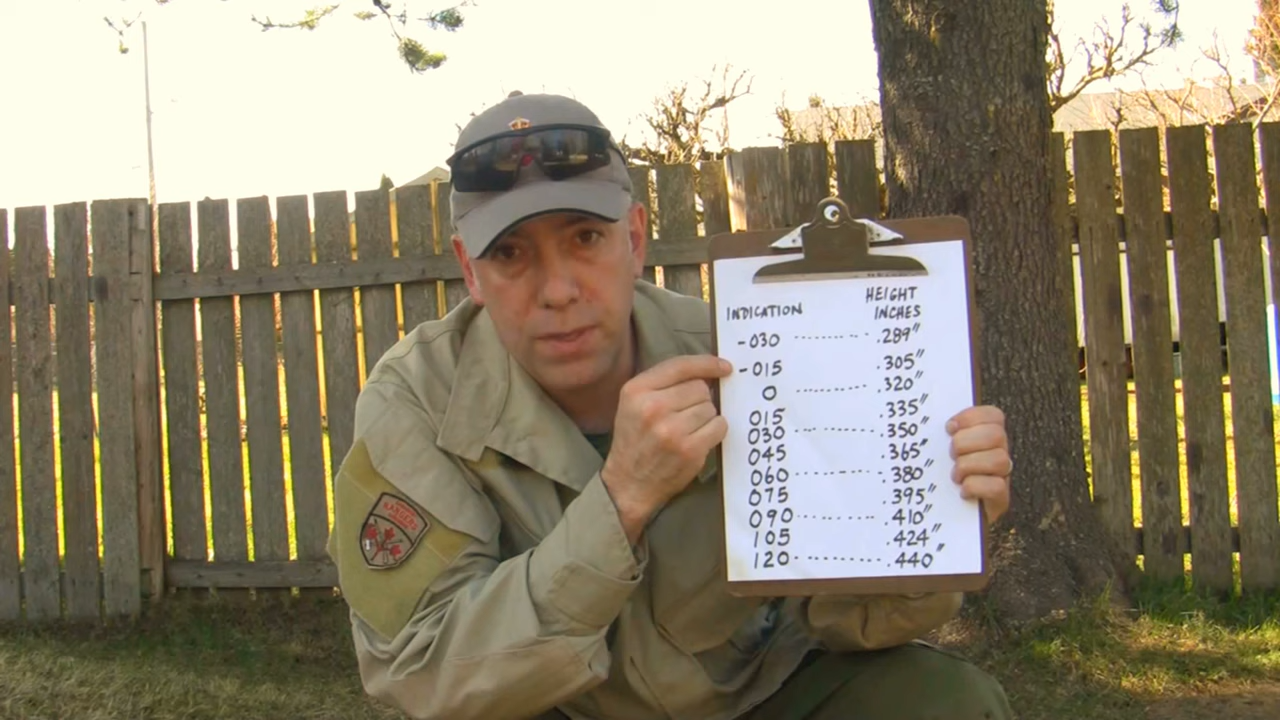 INDICATION HEIGHT INCHES
-030 ............ .289"
-015 .305"
0 ............ .320"
015 .335"
030 ............ .350"
045 .365"
060 ............ .380"
075 .395"
090 ............ .410"
105 .424"
120 ............ .440"
RANGERS